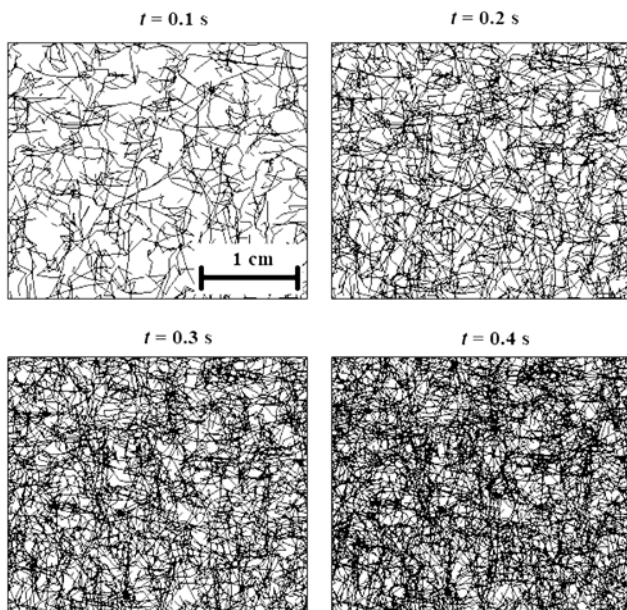 t = 0.1 s
t = 0.2 s
1 cm
t = 0.3 s
t = 0.4 s